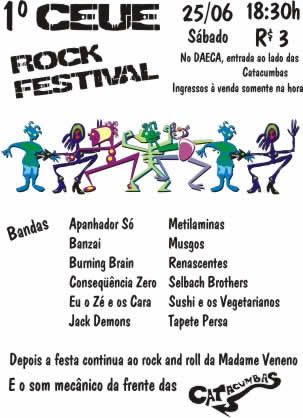 1º CEUE
ROCK
FESTIVAL
25/06 18:30h
Sábado R$ 3
No DAECA, entrada ao lado das
Catacumbas
Ingressos à venda somente na hora
Bandas
Apanhador Só
Banzai
Burning Brain
Conseqüência Zero
Eu o Zé e os Cara
Jack Demons
Metilaminas
Musgos
Renascentes
Selbach Brothers
Sushi e os Vegetarianos
Tapete Persa
Depois a festa continua ao rock and roll da Madame Veneno
E o som mecânico da frente das CATACUMBAS